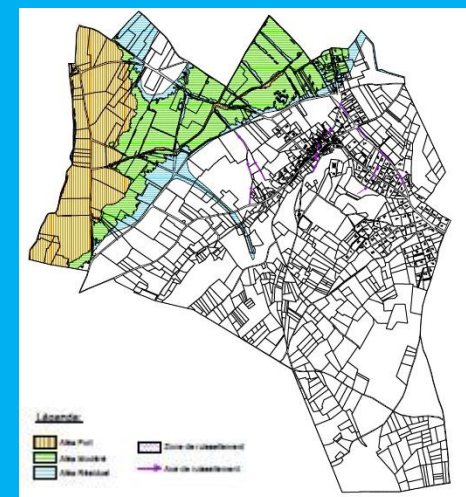 Légende:
Aléa Fort
Aléa Modéré
Aléa Résiduel
Zone de ruissellement
Axe de ruissellement